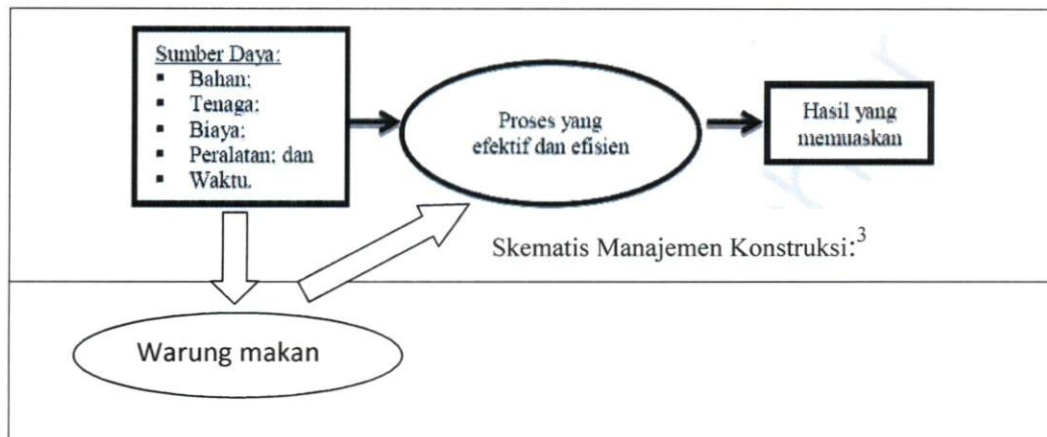 Sumber Daya:
▪ Bahan;
▪ Tenaga;
▪ Biaya;
▪ Peralatan; dan
▪ Waktu.
Proses yang
efektif dan efisien
Hasil yang
memuaskan
Skematis Manajemen Konstruksi:³
Warung makan